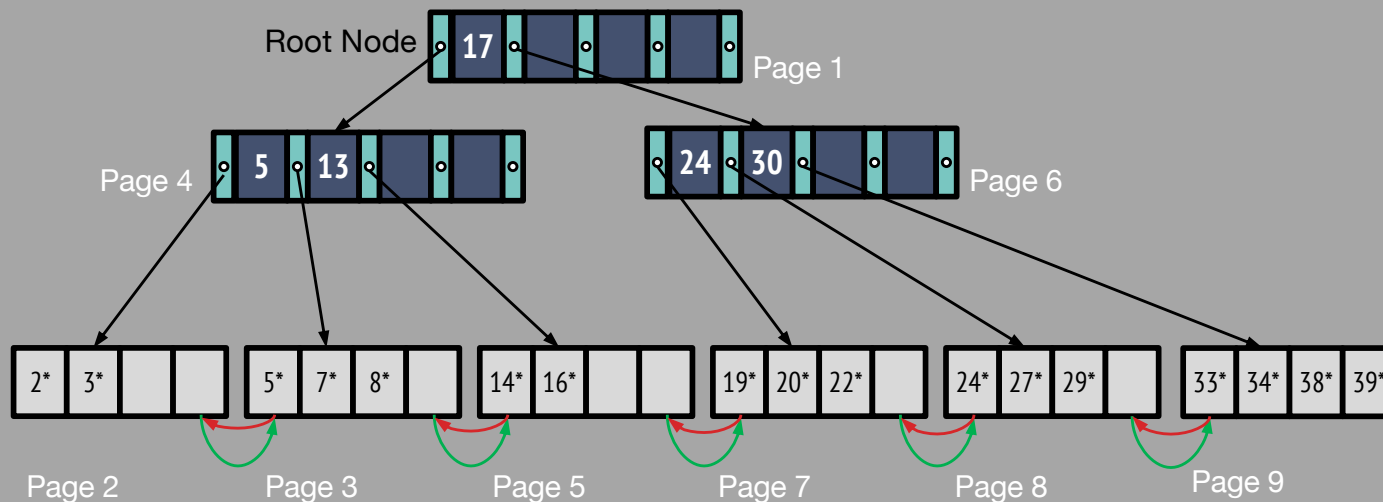 Root Node
17
Page 1
Page 4
5 13
24 30
Page 6
2* 3*
5* 7* 8*
14* 16*
19* 20* 22*
24* 27* 29*
33* 34* 38* 39*
Page 2
Page 3
Page 5
Page 7
Page 8
Page 9